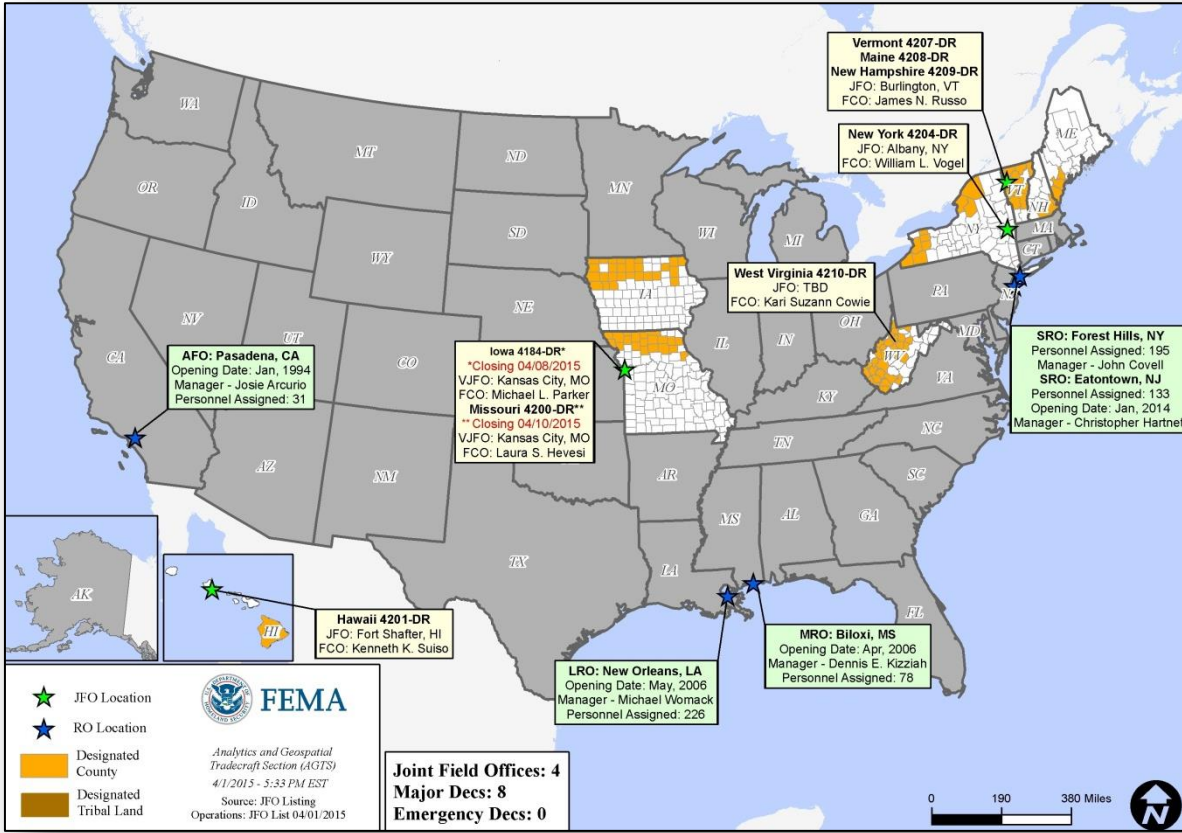 Vermont 4207-DR
Maine 4208-DR
New Hampshire 4209-DR
JFO: Burlington, VT
FCO: James N. Russo
New York 4204-DR
JFO: Albany, NY
FCO: William L. Vogel
West Virginia 4210-DR
JFO: TBD
FCO: Kari Suzann Cowie
SRO: Forest Hills, NY
Personnel Assigned: 195
Manager - John Covell
SRO: Eatontown, NJ
Personnel Assigned: 133
Opening Date: Jan, 2014
Manager - Christopher Hartnet
AFO: Pasadena, CA
Opening Date: Jan, 1994
Manager - Josie Arcurio
Personnel Assigned: 31
Iowa 4184-DR*
*Closing 04/08/2015
VJFO: Kansas City, MO
FCO: Michael L. Parker
Missouri 4200-DR**
** Closing 04/10/2015
VJFO: Kansas City, MO
FCO: Laura S. Hevesi
Hawaii 4201-DR
JFO: Fort Shafter, HI
FCO: Kenneth K. Suiso
LRO: New Orleans, LA
Opening Date: May, 2006
Manager - Michael Womack
Personnel Assigned: 226
MRO: Biloxi, MS
Opening Date: Apr, 2006
Manager - Dennis E. Kizziah
Personnel Assigned: 78
WA
MT
ND
MN
ME
OR
ID
SD
WI
MI
VT
NH
NY
MA
CT
WY
IA
PA
NE
NV
UT
CO
IL
IN
OH
MD
WV
VA
CA
MO
KY
NC
AZ
NM
AR
TN
SC
MS
AL
GA
TX
LA
FL
AK
HI
JFO Location
RO Location
Designated
County
Designated
Tribal Land
FEMA
Analytics and Geospatial
Tradecraft Section (AGTS)
4/1/2015 - 5:33 PM EST
Source: JFO Listing
Operations: JFO List 04/01/2015
Joint Field Offices: 4
Major Decs: 8
Emergency Decs: 0
0 190 380 Miles
N